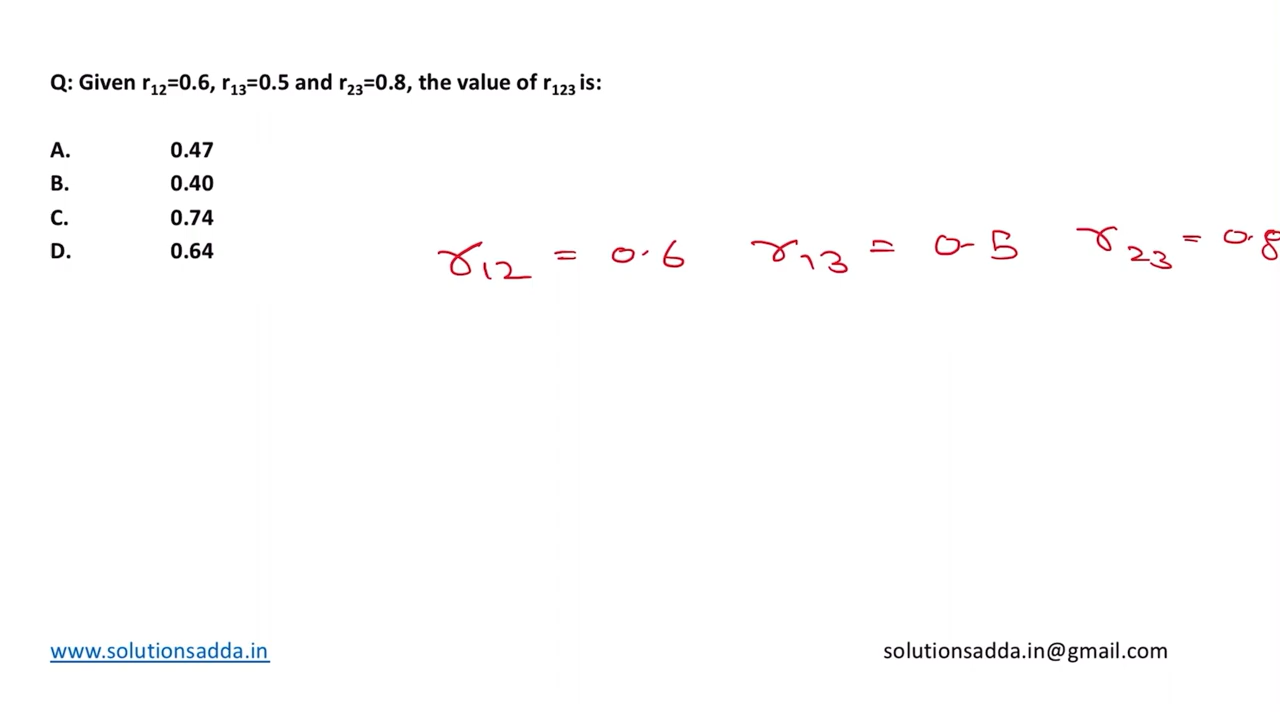 Q: Given r₁₂=0.6, r₁₃=0.5 and r₂₃=0.8, the value of r₁₂₃ is:
A. 0.47
B. 0.40
C. 0.74
D. 0.64
r₁₂ = 0.6 r₁₃ = 0.5 r₂₃ = 0.8
www.solutionsadda.in solutionsadda.in@gmail.com